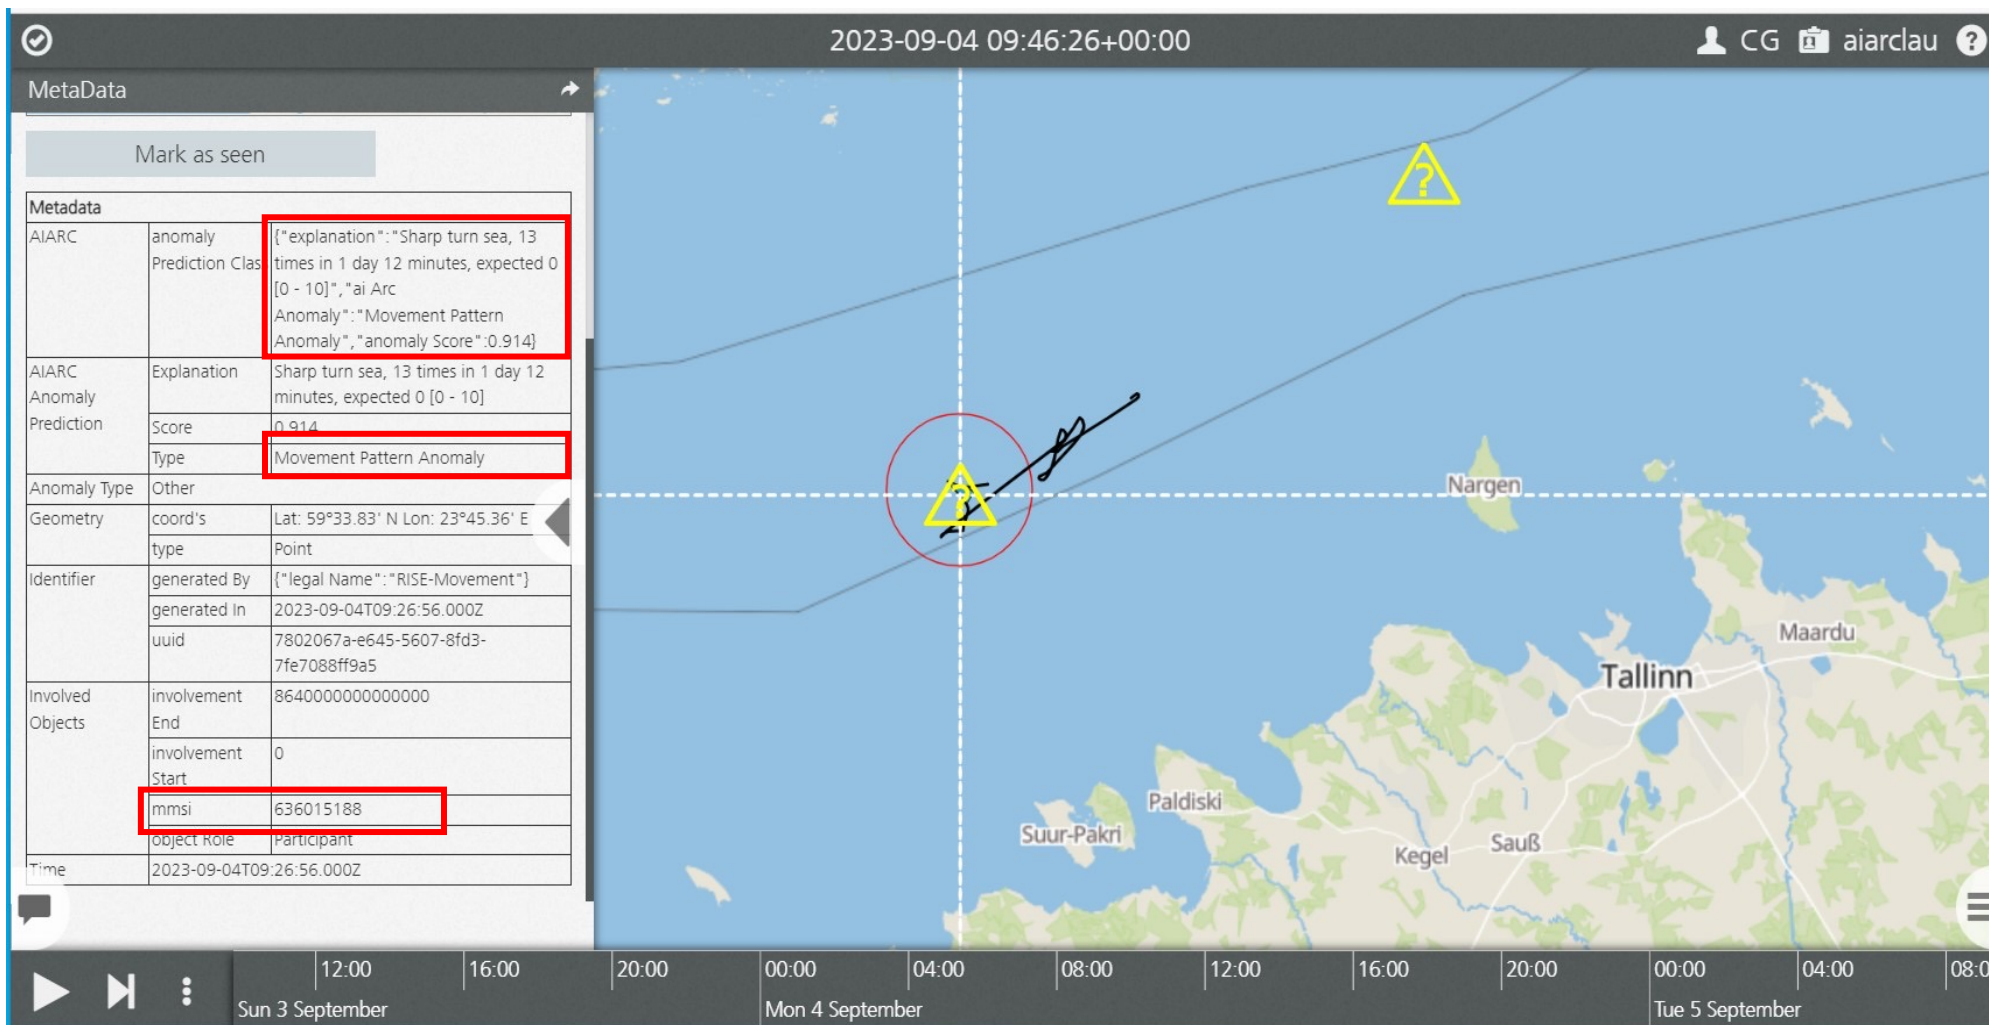 2023-09-04 09:46:26+00:00
CG
aiarclau
?
MetaData
Mark as seen
Metadata
AIARC
anomaly
Prediction Clas
{"explanation":"Sharp turn sea, 13
times in 1 day 12 minutes, expected 0
[0 - 10]","ai Arc
Anomaly":"Movement Pattern
Anomaly","anomaly Score":0.914}
AIARC
Anomaly
Prediction
Explanation
Sharp turn sea, 13 times in 1 day 12
minutes, expected 0 [0 - 10]
Score
0.914
Type
Movement Pattern Anomaly
Anomaly Type
Other
Geometry
coord's
Lat: 59°33.83' N Lon: 23°45.36' E
type
Point
Identifier
generated By
{"legal Name":"RISE-Movement"}
generated In
2023-09-04T09:26:56.000Z
uuid
7802067a-e645-5607-8fd3-
7fe7088ff9a5
Involved
Objects
involvement
End
8640000000000000
involvement
Start
0
mmsi
636015188
object Role
Participant
Time
2023-09-04T09:26:56.000Z
?
?
Nargen
Maardu
Tallinn
Paldiski
Suur-Pakri
Kegel
Sauß
12:00
16:00
20:00
00:00
04:00
08:00
12:00
16:00
20:00
00:00
04:00
08:0
Sun 3 September
Mon 4 September
Tue 5 September